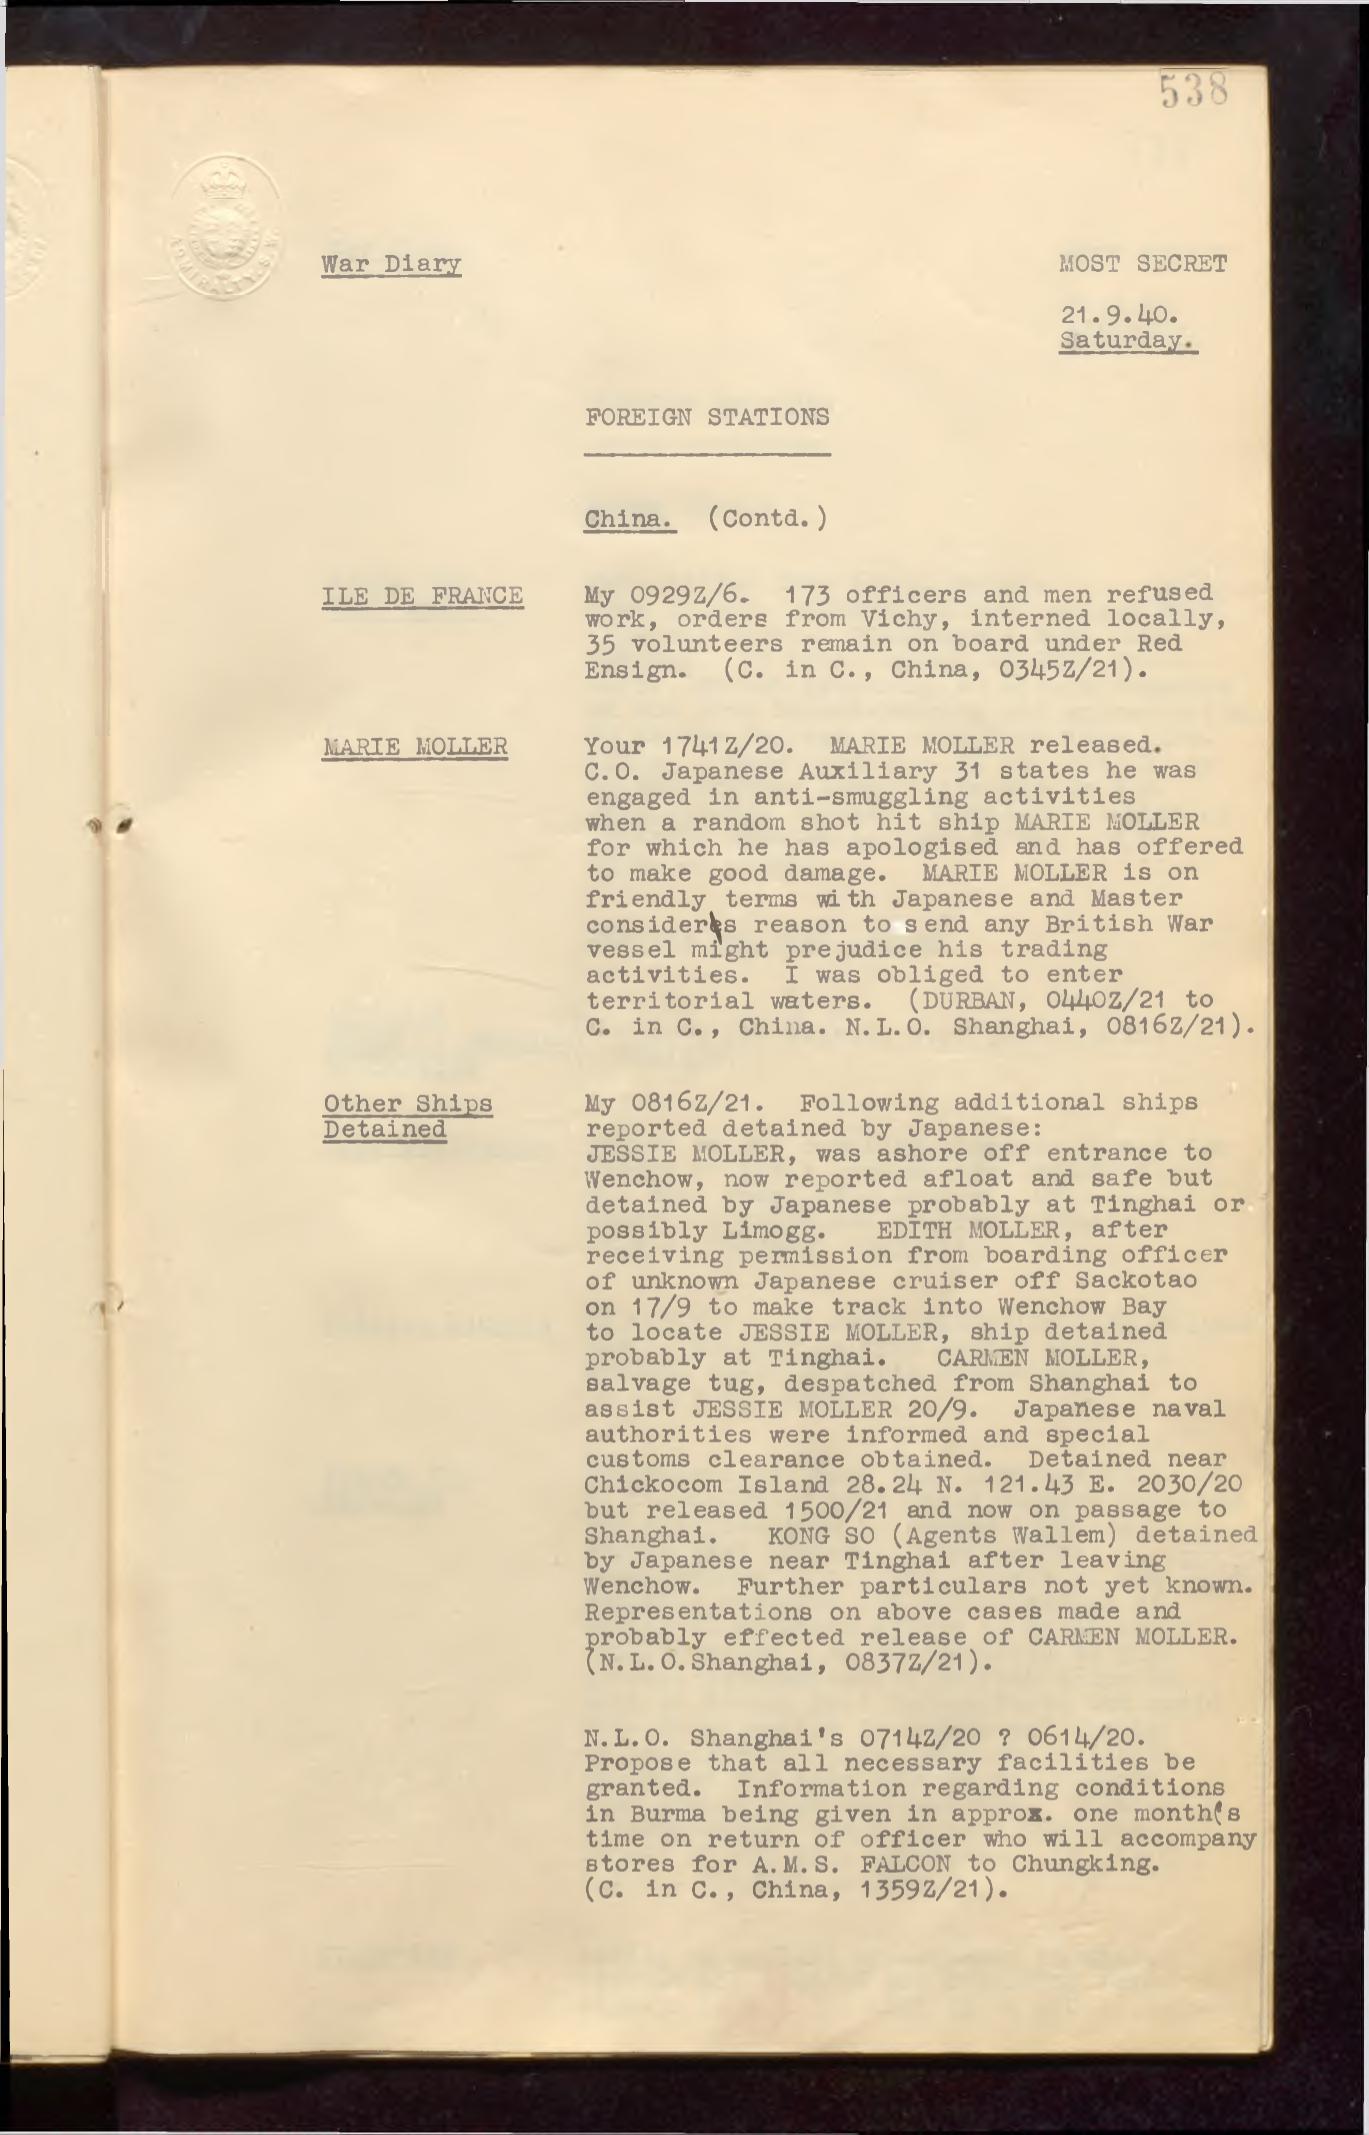 538
ADMIRALTY S.O.
War Diary
MOST SECRET
21.9.40.
Saturday.
FOREIGN STATIONS
China. (Contd.)
ILE DE FRANCE
My 0929Z/6. 173 officers and men refused
work, orders from Vichy, interned locally,
35 volunteers remain on board under Red
Ensign. (C. in C., China, 0345Z/21).
MARIE MOLLER
Your 1741Z/20. MARIE MOLLER released.
C.O. Japanese Auxiliary 31 states he was
engaged in anti-smuggling activities
when a random shot hit ship MARIE MOLLER
for which he has apologised and has offered
to make good damage. MARIE MOLLER is on
friendly terms with Japanese and Master
considers reason to send any British War
vessel might prejudice his trading
activities. I was obliged to enter
territorial waters. (DURBAN, 0440Z/21 to
C. in C., China. N.L.O. Shanghai, 0816Z/21).
Other Ships
Detained
My 0816Z/21. Following additional ships
reported detained by Japanese:
JESSIE MOLLER, was ashore off entrance to
Wenchow, now reported afloat and safe but
detained by Japanese probably at Tinghai or
possibly Limogg. EDITH MOLLER, after
receiving permission from boarding officer
of unknown Japanese cruiser off Sackotao
on 17/9 to make track into Wenchow Bay
to locate JESSIE MOLLER, ship detained
probably at Tinghai. CARMEN MOLLER,
salvage tug, despatched from Shanghai to
assist JESSIE MOLLER 20/9. Japanese naval
authorities were informed and special
customs clearance obtained. Detained near
Chickocom Island 28.24 N. 121.43 E. 2030/20
but released 1500/21 and now on passage to
Shanghai. KONG SO (Agents Wallem) detained
by Japanese near Tinghai after leaving
Wenchow. Further particulars not yet known.
Representations on above cases made and
probably effected release of CARMEN MOLLER.
(N.L.O.Shanghai, 0837Z/21).
N.L.O. Shanghai's 0714Z/20 ? 0614/20.
Propose that all necessary facilities be
granted. Information regarding conditions
in Burma being given in approx. one month's
time on return of officer who will accompany
stores for A.M.S. FALCON to Chungking.
(C. in C., China, 1359Z/21).